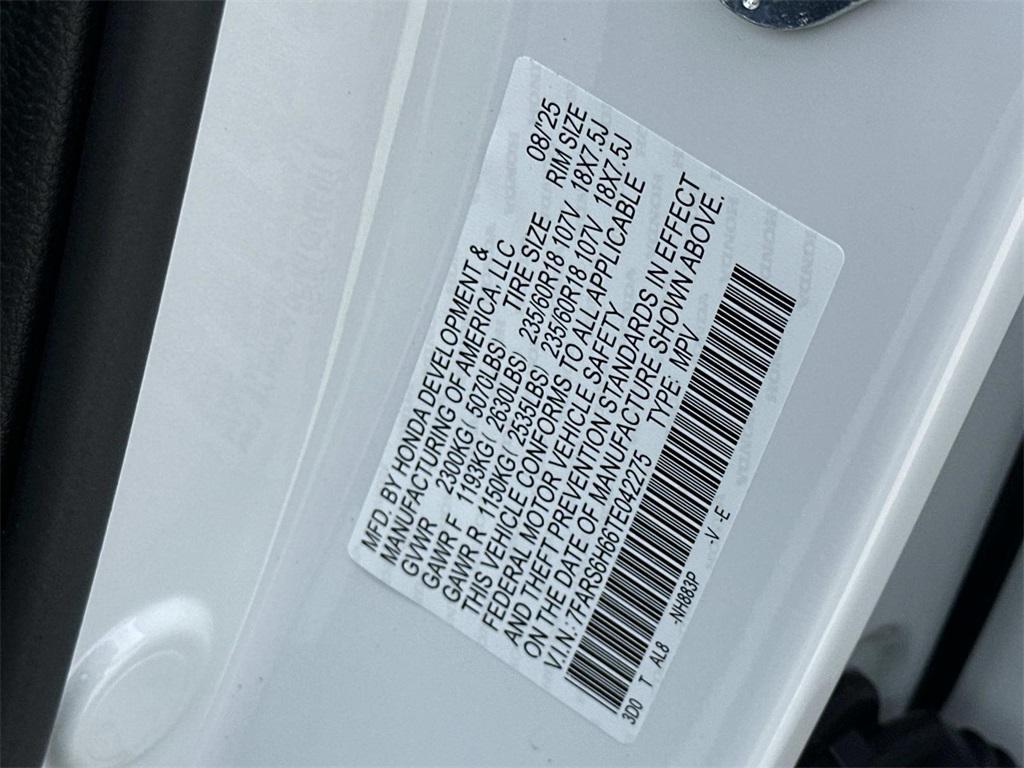 MFD. BY HONDA DEVELOPMENT & 08/'25
MANUFACTURING OF AMERICA, LLC
GVWR 2300KG( 5070LBS) TIRE SIZE RIM SIZE
GAWR F 1193KG( 2630LBS) 235/60R18 107V 18X7.5J
GAWR R 1150KG( 2535LBS) 235/60R18 107V 18X7.5J
THIS VEHICLE CONFORMS TO ALL APPLICABLE
FEDERAL MOTOR VEHICLE SAFETY
AND THEFT PREVENTION STANDARDS IN EFFECT
ON THE DATE OF MANUFACTURE SHOWN ABOVE.
V.I.N.:7FARS6H66TE042275 TYPE: MPV
3D0 T AL8 -NH883P -V -E